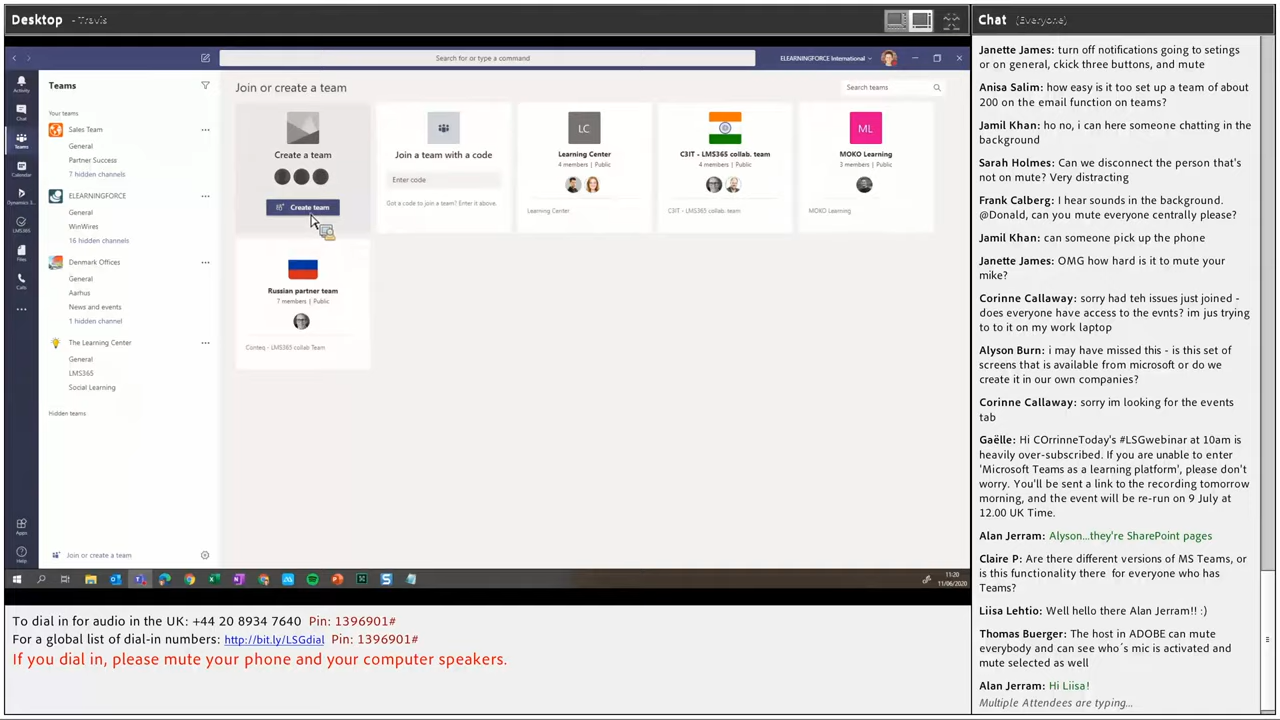 Desktop - Travis
Search for or type a command
ELEARNINGFORCE International
Activity
Chat
Teams
Calendar
Dynamics 3...
LMS365
Files
Calls
Apps
Help
Teams
Your teams
Sales Team
General
Partner Success
7 hidden channels
ELEARNINGFORCE
General
WinWires
16 hidden channels
Denmark Offices
General
Aarhus
News and events
1 hidden channel
The Learning Center
General
LMS365
Social Learning
Hidden teams
Join or create a team
Join or create a team
Search teams
Create a team
Create team
Join a team with a code
Enter code
Got a code to join a team? Enter it above.
LC
Learning Center
4 members | Public
Learning Center
C3IT - LMS365 collab. team
4 members | Public
C3IT - LMS365 collab. team
ML
MOKO Learning
3 members | Public
MOKO Learning
Russian partner team
7 members | Public
Conteq - LMS365 collab Team
11:20
11/06/2020
To dial in for audio in the UK: +44 20 8934 7640 Pin: 1396901#
For a global list of dial-in numbers: http://bit.ly/LSGdial Pin: 1396901#
If you dial in, please mute your phone and your computer speakers.
Chat (Everyone)
Janette James: turn off notifications going to setings
or on general, ckick three buttons, and mute
Anisa Salim: how easy is it too set up a team of about
200 on the email function on teams?
Jamil Khan: ho no, i can here someone chatting in the
background
Sarah Holmes: Can we disconnect the person that's
not on mute? Very distracting
Frank Calberg: I hear sounds in the background.
@Donald, can you mute everyone centrally please?
Jamil Khan: can someone pick up the phone
Janette James: OMG how hard is it to mute your
mike?
Corinne Callaway: sorry had teh issues just joined -
does everyone have access to the evnts? im jus trying
to to it on my work laptop
Alyson Burn: i may have missed this - is this set of
screens that is available from microsoft or do we
create it in our own companies?
Corinne Callaway: sorry im looking for the events
tab
Gaëlle: Hi COrrinneToday's #LSGwebinar at 10am is
heavily over-subscribed. If you are unable to enter
'Microsoft Teams as a learning platform', please don't
worry. You'll be sent a link to the recording tomorrow
morning, and the event will be re-run on 9 July at
12.00 UK Time.
Alan Jerram: Alyson...they're SharePoint pages
Claire P: Are there different versions of MS Teams, or
is this functionality there for everyone who has
Teams?
Liisa Lehtio: Well hello there Alan Jerram!! :)
Thomas Buerger: The host in ADOBE can mute
everybody and can see who´s mic is activated and
mute selected as well
Alan Jerram: Hi Liisa!
Multiple Attendees are typing...